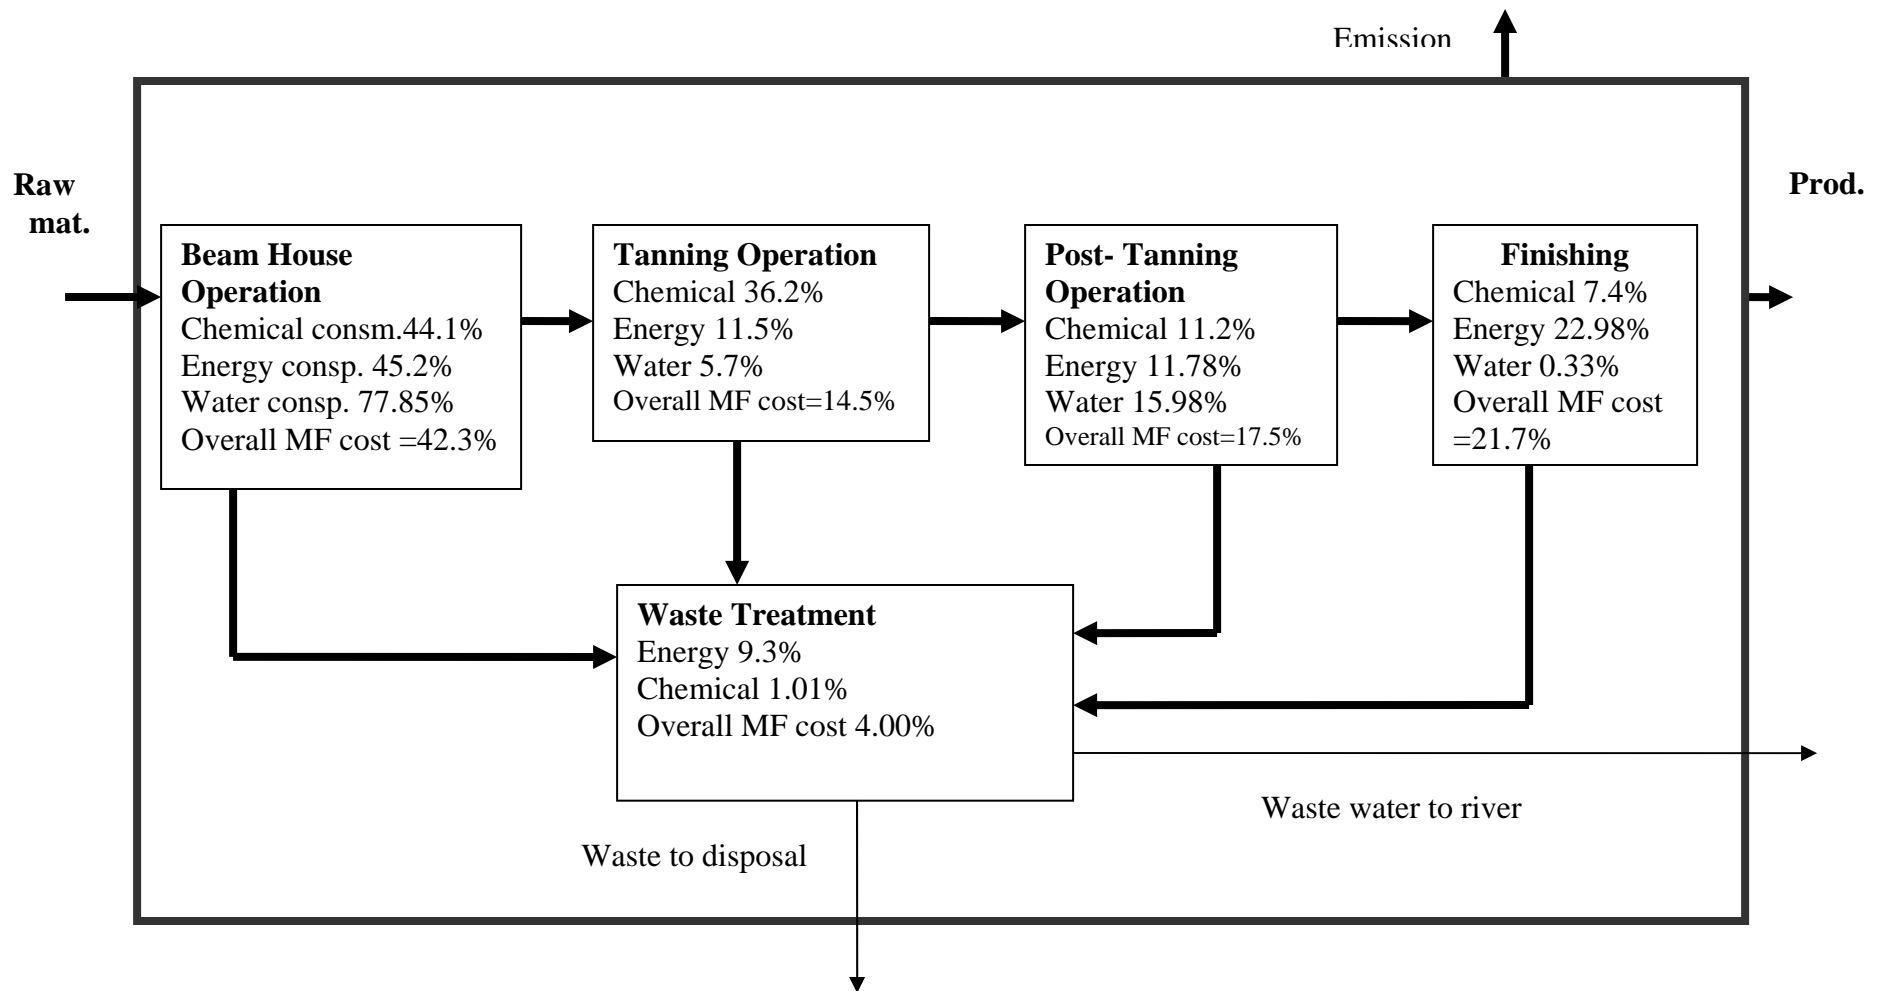 Emission
Raw
mat.
Prod.
Beam House
Operation
Chemical consm.44.1%
Energy consp. 45.2%
Water consp. 77.85%
Overall MF cost =42.3%
Tanning Operation
Chemical 36.2%
Energy 11.5%
Water 5.7%
Overall MF cost=14.5%
Post- Tanning
Operation
Chemical 11.2%
Energy 11.78%
Water 15.98%
Overall MF cost=17.5%
Finishing
Chemical 7.4%
Energy 22.98%
Water 0.33%
Overall MF cost
=21.7%
Waste Treatment
Energy 9.3%
Chemical 1.01%
Overall MF cost 4.00%
Waste water to river
Waste to disposal